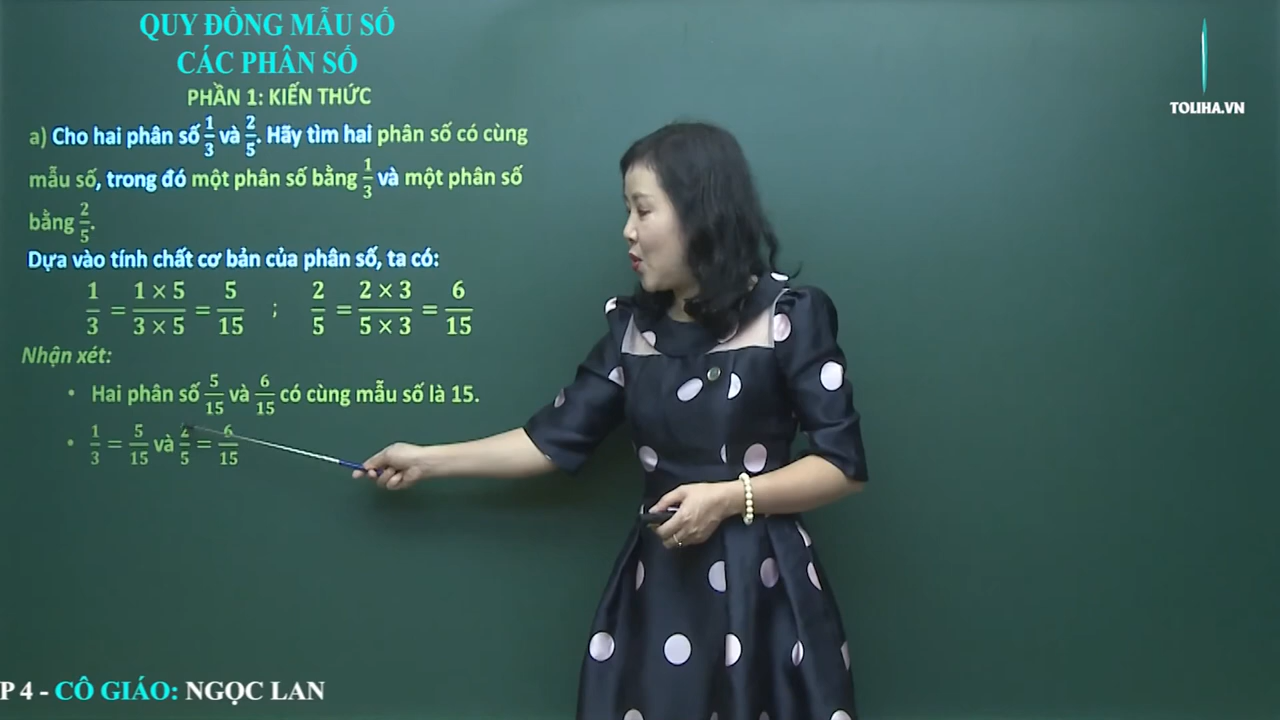 QUY ĐỒNG MẪU SỐ
CÁC PHÂN SỐ
PHẦN 1: KIẾN THỨC
TOLIHA.VN
a) Cho hai phân số 1/3 và 2/5. Hãy tìm hai phân số có cùng
mẫu số, trong đó một phân số bằng 1/3 và một phân số
bằng 2/5.
Dựa vào tính chất cơ bản của phân số, ta có:
1/3 = (1 × 5)/(3 × 5) = 5/15 ; 2/5 = (2 × 3)/(5 × 3) = 6/15
Nhận xét:
• Hai phân số 5/15 và 6/15 có cùng mẫu số là 15.
• 1/3 = 5/15 và 2/5 = 6/15
P 4 - CÔ GIÁO: NGỌC LAN